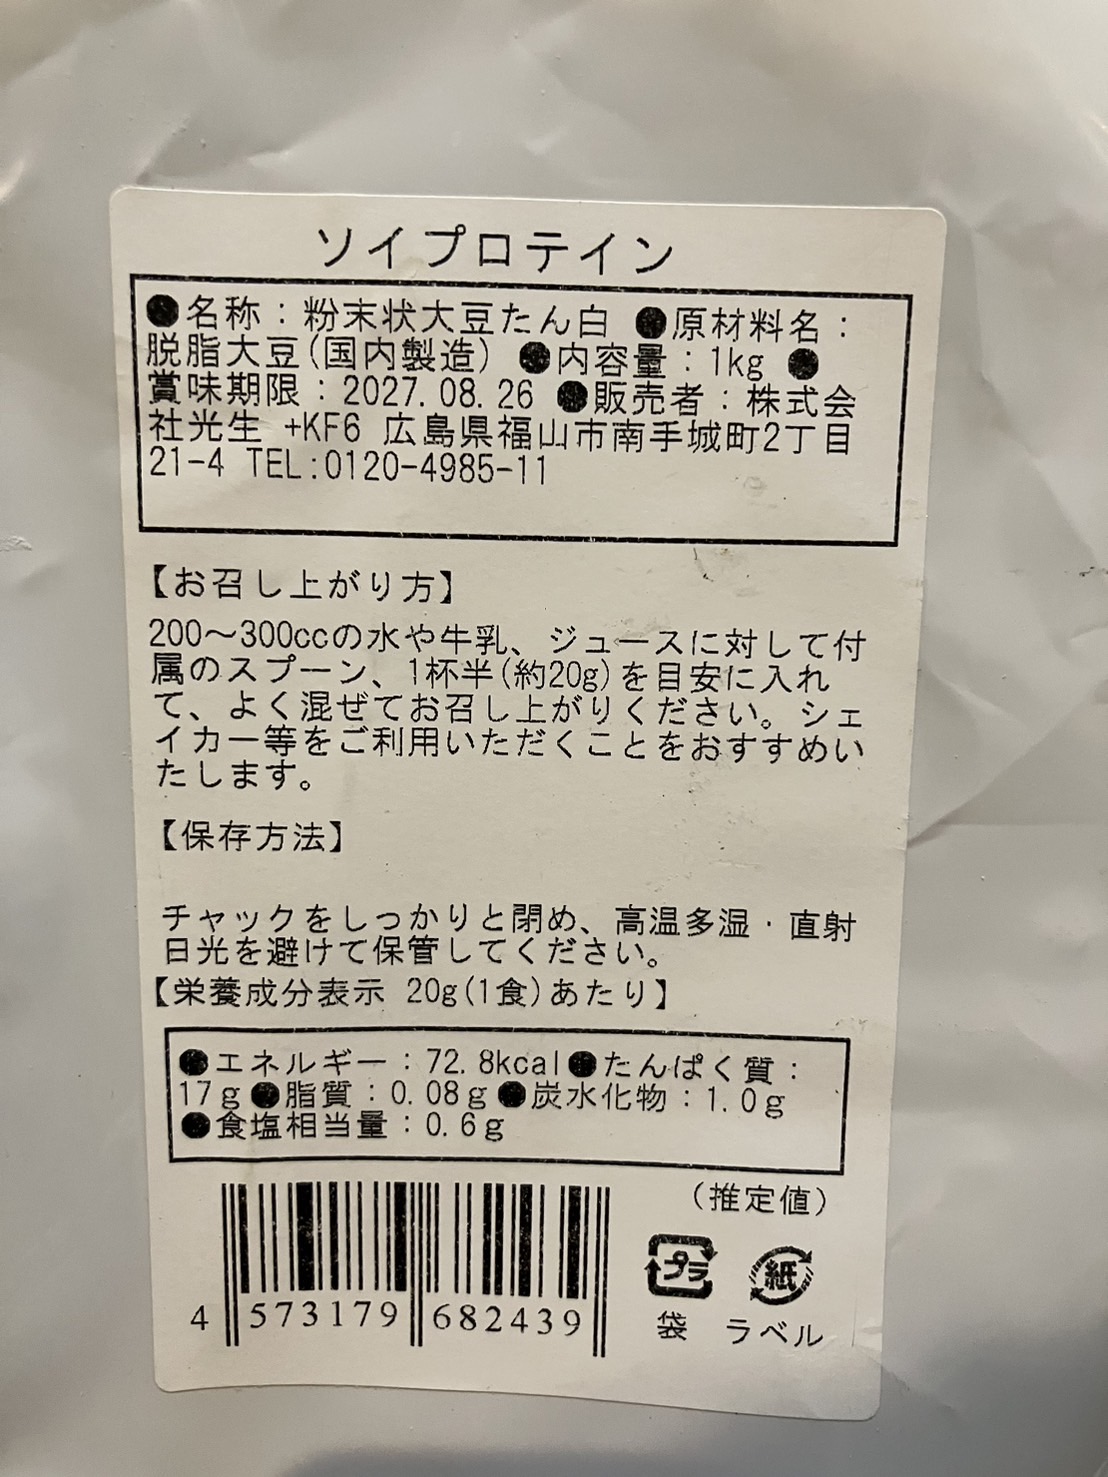 ソイプロテイン
●名称：粉末状大豆たん白 ●原材料名：
脱脂大豆(国内製造) ●内容量：1kg ●
賞味期限：2027.08.26 ●販売者：株式会
社光生 +KF6 広島県福山市南手城町2丁目
21-4 TEL:0120-4985-11
【お召し上がり方】
200～300ccの水や牛乳、ジュースに対して付
属のスプーン、1杯半(約20g)を目安に入れ
て、よく混ぜてお召し上がりください。シェ
イカー等をご利用いただくことをおすすめい
たします。
【保存方法】
チャックをしっかりと閉め、高温多湿・直射
日光を避けて保管してください。
【栄養成分表示 20g(1食)あたり】
●エネルギー：72.8kcal●たんぱく質：
17g●脂質：0.08g●炭水化物：1.0g
●食塩相当量：0.6g
(推定値)
プラ 紙
袋 ラベル
4 573179 682439